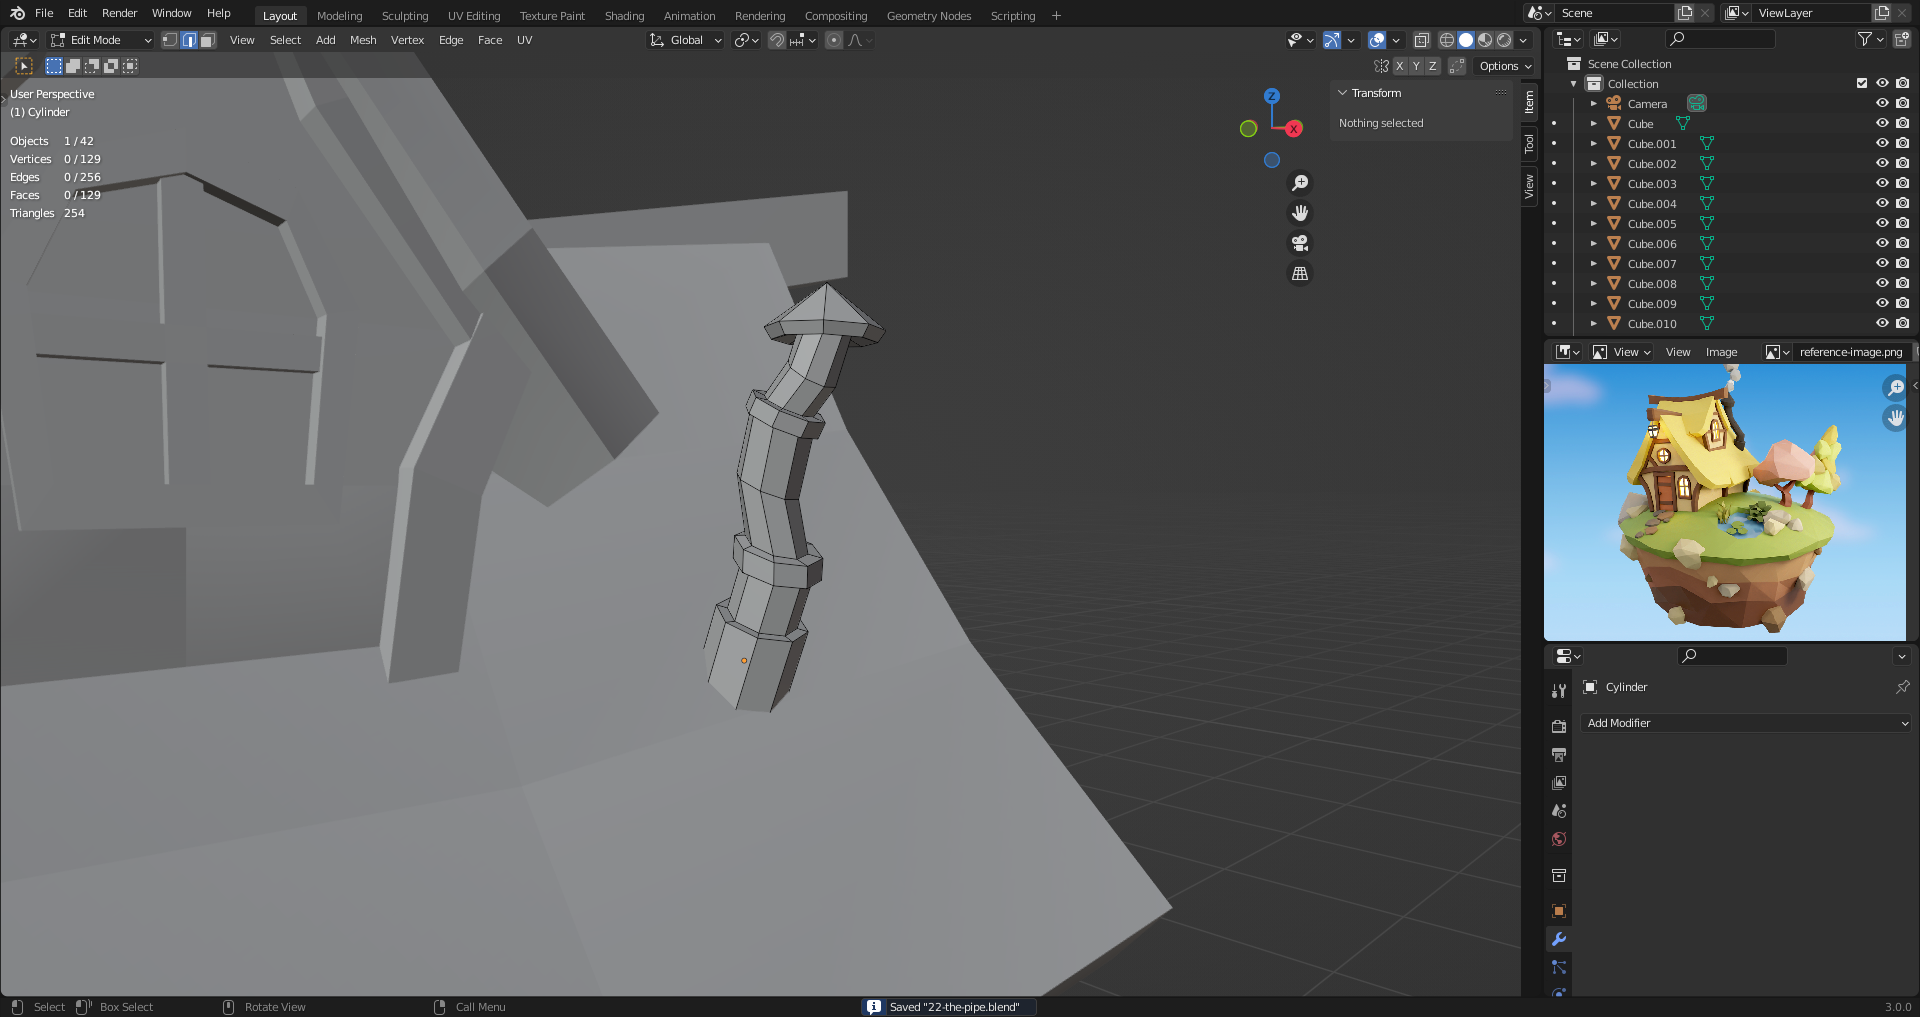 File Edit Render Window Help Layout Modeling Sculpting UV Editing Texture Paint Shading Animation Rendering Compositing Geometry Nodes Scripting + Scene ViewLayer
Edit Mode View Select Add Mesh Vertex Edge Face UV Global
X Y Z Options
User Perspective
(1) Cylinder
Objects 1 / 42
Vertices 0 / 129
Edges 0 / 256
Faces 0 / 129
Triangles 254
Z
X
Transform
Nothing selected
Item
Tool
View
Scene Collection
Collection
Camera
Cube
Cube.001
Cube.002
Cube.003
Cube.004
Cube.005
Cube.006
Cube.007
Cube.008
Cube.009
Cube.010
View View Image reference-image.png
Cylinder
Add Modifier
Select Box Select Rotate View Call Menu Saved "22-the-pipe.blend" 3.0.0